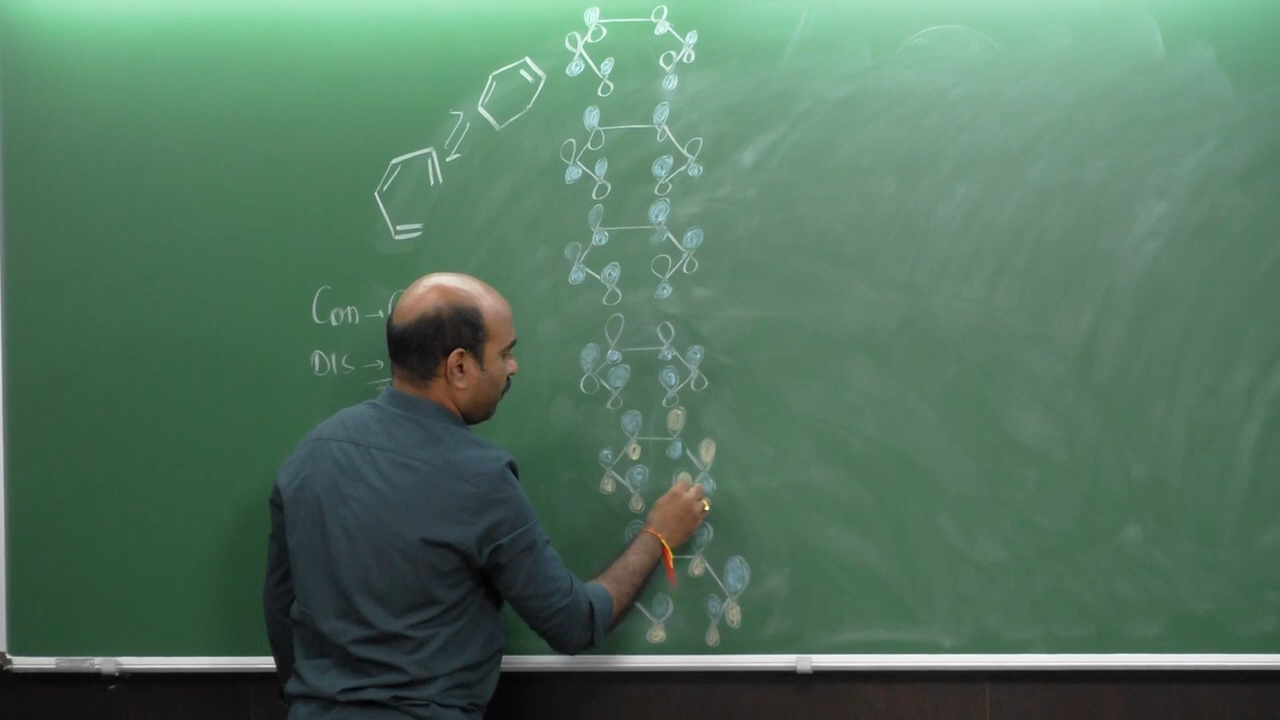 Con →
DIS →